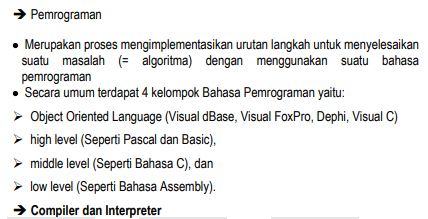 ➔ Pemrograman
• Merupakan proses mengimplementasikan urutan langkah untuk menyelesaikan
suatu masalah (= algoritma) dengan menggunakan suatu bahasa
pemrograman
• Secara umum terdapat 4 kelompok Bahasa Pemrograman yaitu:
➢ Object Oriented Language (Visual dBase, Visual FoxPro, Dephi, Visual C)
➢ high level (Seperti Pascal dan Basic),
➢ middle level (Seperti Bahasa C), dan
➢ low level (Seperti Bahasa Assembly).
➔ Compiler dan Interpreter